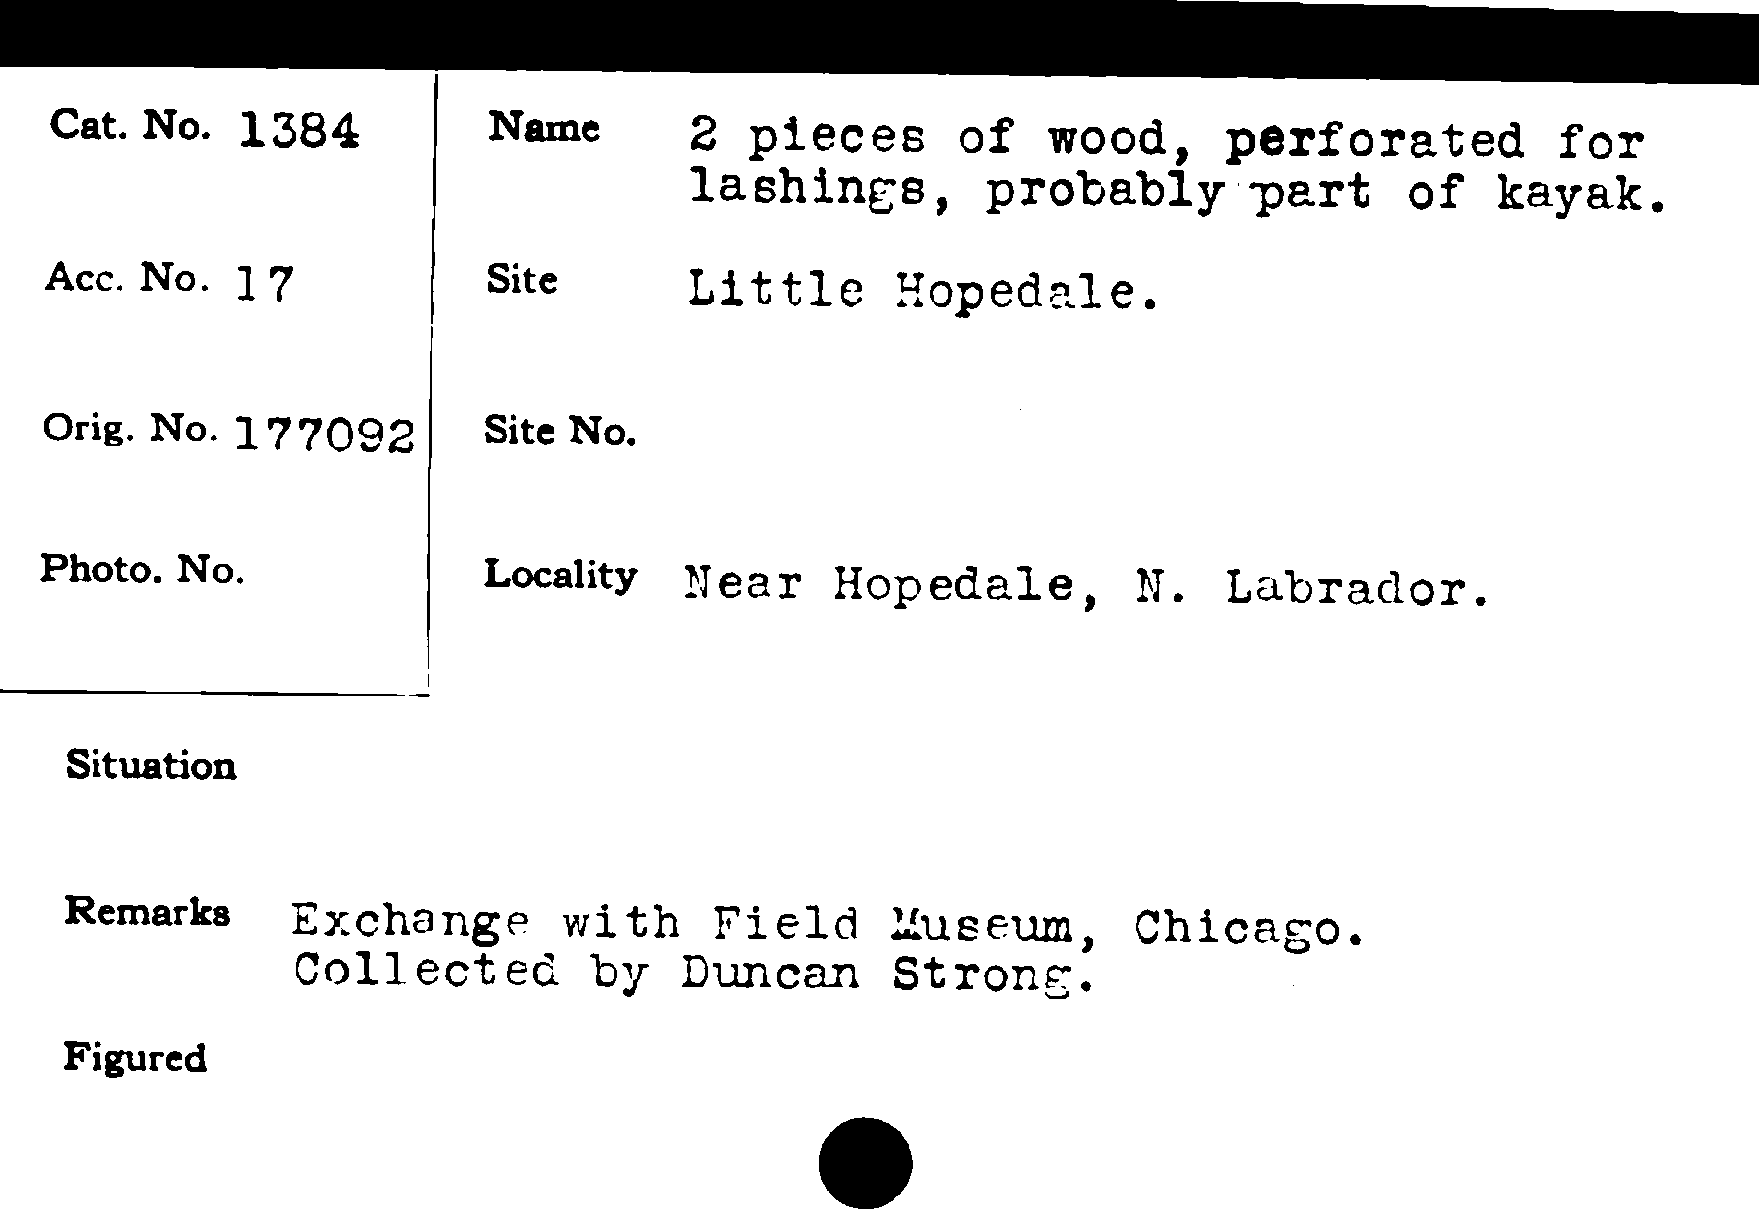 Cat. No. 1384
Name 2 pieces of wood, perforated for
lashings, probably part of kayak.
Acc. No. 17
Site Little Hopedale.
Orig. No. 177092
Site No.
Photo. No.
Locality Near Hopedale, N. Labrador.
Situation
Remarks Exchange with Field Museum, Chicago.
Collected by Duncan Strong.
Figured